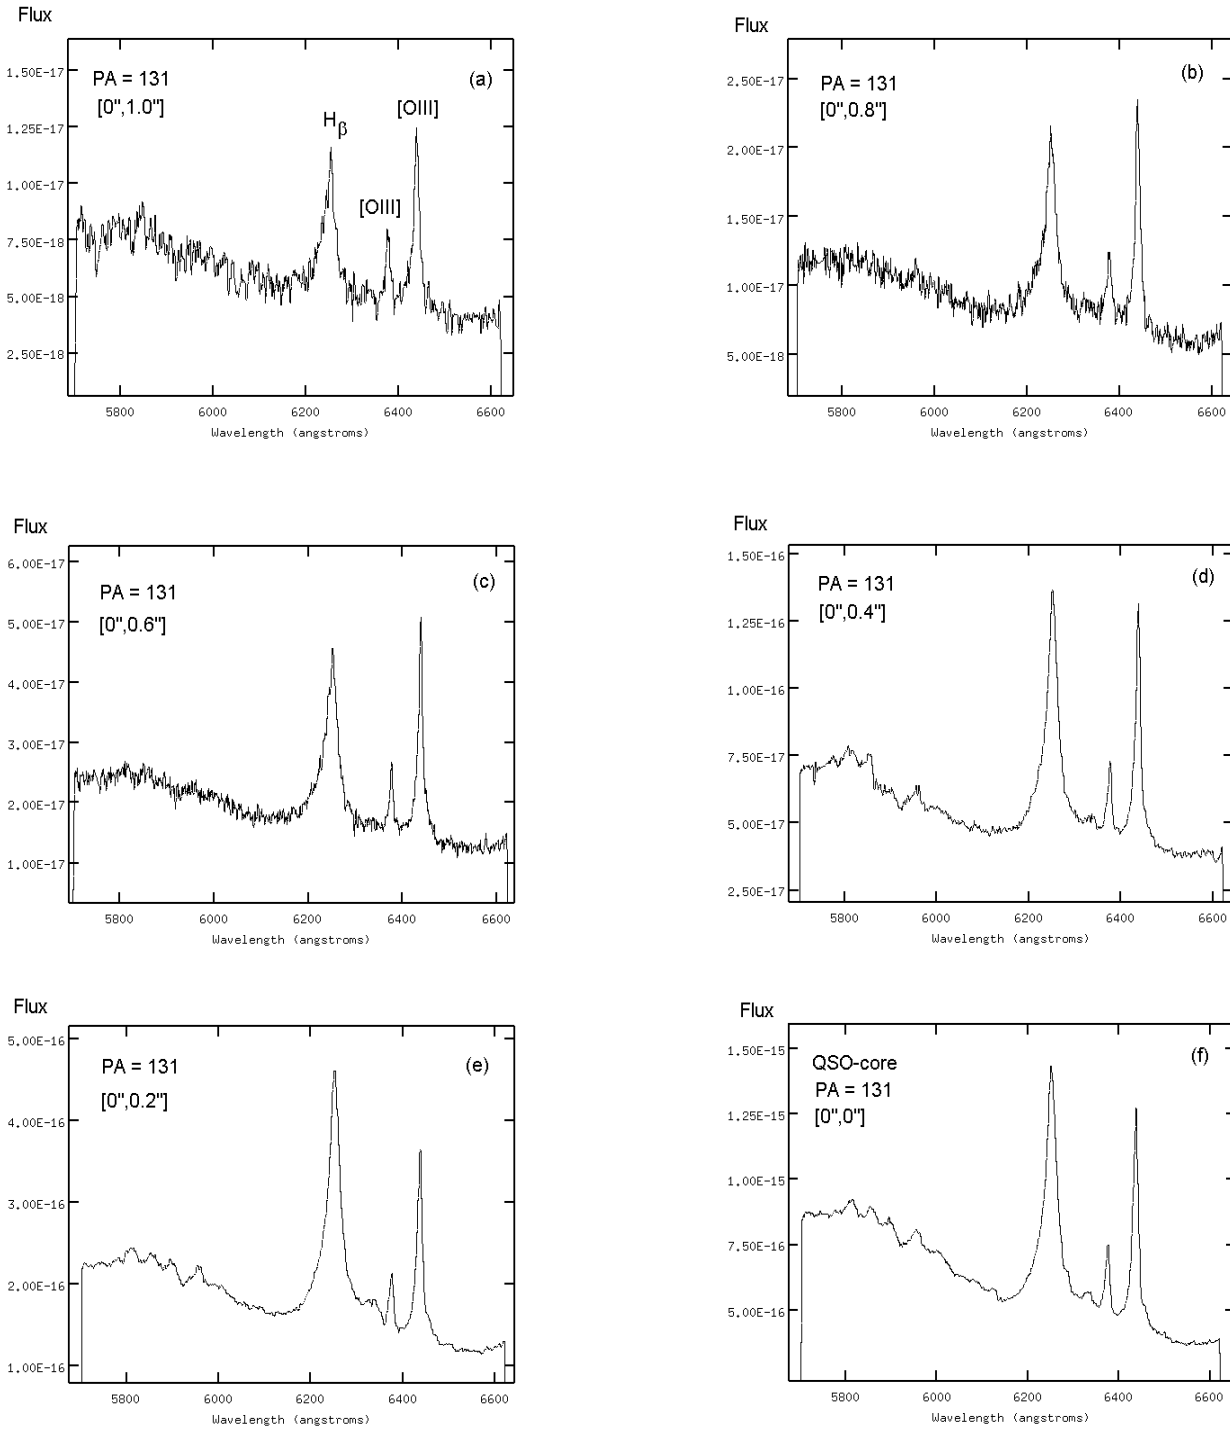 Flux
1.50E-17
1.25E-17
1.00E-17
7.50E-18
5.00E-18
2.50E-18
PA = 131
[0",1.0"]
(a)
Hβ
[OIII]
[OIII]
5800 6000 6200 6400 6600
Wavelength (angstroms)
Flux
2.50E-17
2.00E-17
1.50E-17
1.00E-17
5.00E-18
PA = 131
[0",0.8"]
(b)
5800 6000 6200 6400 6600
Wavelength (angstroms)
Flux
6.00E-17
5.00E-17
4.00E-17
3.00E-17
2.00E-17
1.00E-17
PA = 131
[0",0.6"]
(c)
5800 6000 6200 6400 6600
Wavelength (angstroms)
Flux
1.50E-16
1.25E-16
1.00E-16
7.50E-17
5.00E-17
2.50E-17
PA = 131
[0",0.4"]
(d)
5800 6000 6200 6400 6600
Wavelength (angstroms)
Flux
5.00E-16
4.00E-16
3.00E-16
2.00E-16
1.00E-16
PA = 131
[0",0.2"]
(e)
5800 6000 6200 6400 6600
Wavelength (angstroms)
Flux
1.50E-15
1.25E-15
1.00E-15
7.50E-16
5.00E-16
QSO-core
PA = 131
[0",0"]
(f)
5800 6000 6200 6400 6600
Wavelength (angstroms)